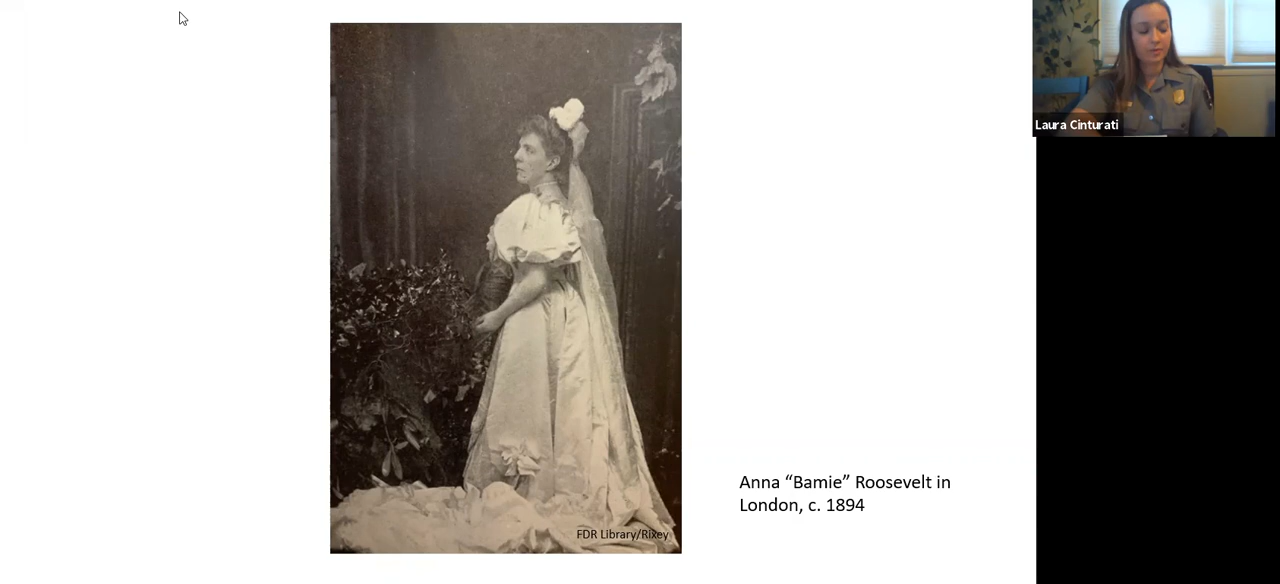 Laura Cinturati
Anna “Bamie” Roosevelt in
London, c. 1894
FDR Library/Rixey